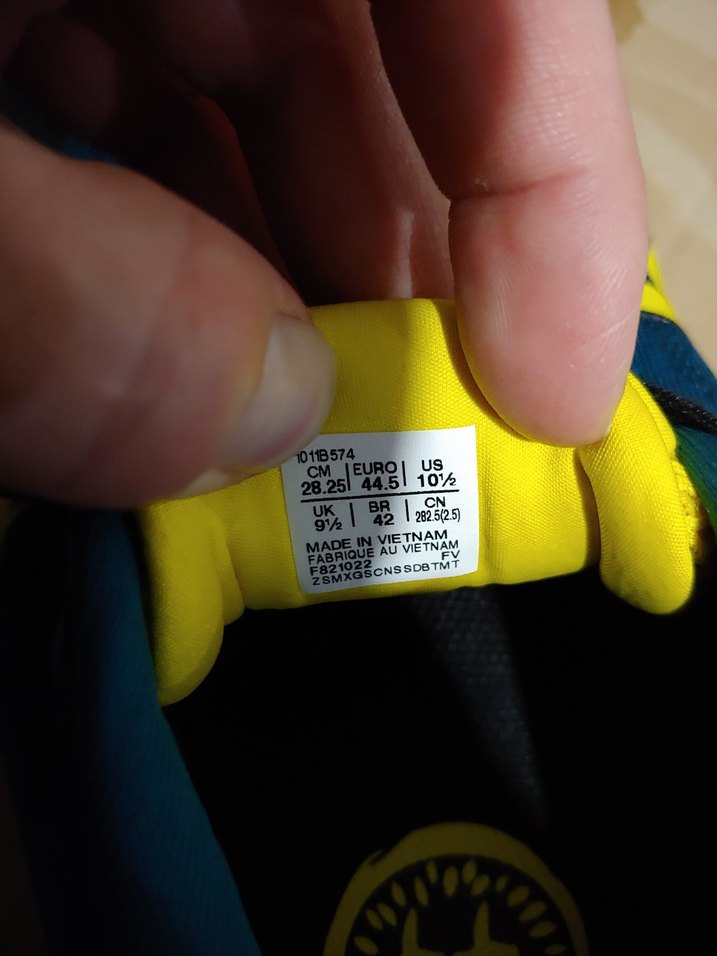 1011B574
CM EURO US
28.25 44.5 10½
UK BR CN
9½ 42 282.5(2.5)
MADE IN VIETNAM
FABRIQUE AU VIETNAM
F821022 FV
ZSMXGSCNSSDBTMT